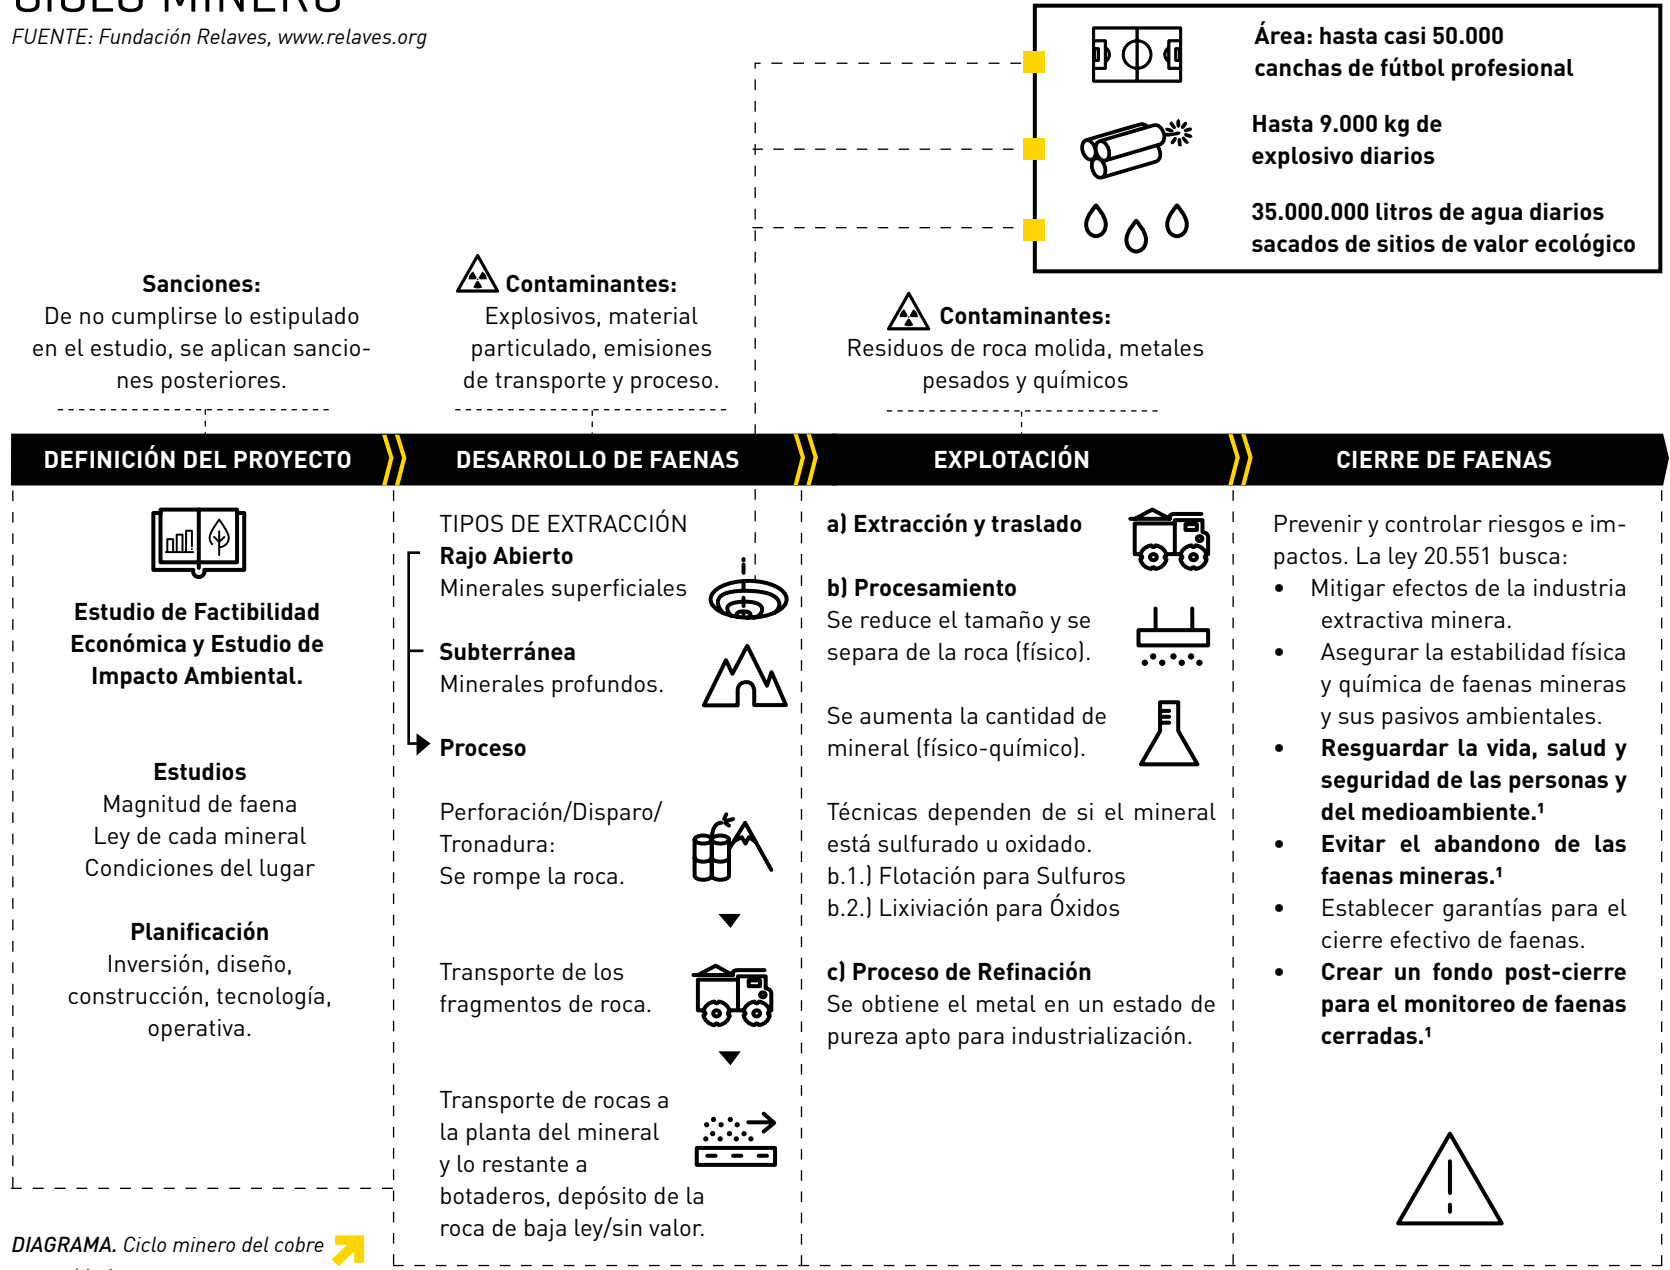 CICLO MINERO
FUENTE: Fundación Relaves, www.relaves.org
Área: hasta casi 50.000
canchas de fútbol profesional
Hasta 9.000 kg de
explosivo diarios
35.000.000 litros de agua diarios
sacados de sitios de valor ecológico
Sanciones:
De no cumplirse lo estipulado
en el estudio, se aplican sancio-
nes posteriores.
Contaminantes:
Explosivos, material
particulado, emisiones
de transporte y proceso.
Contaminantes:
Residuos de roca molida, metales
pesados y químicos
DEFINICIÓN DEL PROYECTO
Estudio de Factibilidad
Económica y Estudio de
Impacto Ambiental.
Estudios
Magnitud de faena
Ley de cada mineral
Condiciones del lugar
Planificación
Inversión, diseño,
construcción, tecnología,
operativa.
DESARROLLO DE FAENAS
TIPOS DE EXTRACCIÓN
Rajo Abierto
Minerales superficiales
Subterránea
Minerales profundos.
Proceso
Perforación/Disparo/
Tronadura:
Se rompe la roca.
Transporte de los
fragmentos de roca.
Transporte de rocas a
la planta del mineral
y lo restante a
botaderos, depósito de la
roca de baja ley/sin valor.
EXPLOTACIÓN
a) Extracción y traslado
b) Procesamiento
Se reduce el tamaño y se
separa de la roca (físico).
Se aumenta la cantidad de
mineral (físico-químico).
Técnicas dependen de si el mineral
está sulfurado u oxidado.
b.1.) Flotación para Sulfuros
b.2.) Lixiviación para Óxidos
c) Proceso de Refinación
Se obtiene el metal en un estado de
pureza apto para industrialización.
CIERRE DE FAENAS
Prevenir y controlar riesgos e im-
pactos. La ley 20.551 busca:
• Mitigar efectos de la industria
extractiva minera.
• Asegurar la estabilidad física
y química de faenas mineras
y sus pasivos ambientales.
• Resguardar la vida, salud y
seguridad de las personas y
del medioambiente.¹
• Evitar el abandono de las
faenas mineras.¹
• Establecer garantías para el
cierre efectivo de faenas.
• Crear un fondo post-cierre
para el monitoreo de faenas
cerradas.¹
DIAGRAMA. Ciclo minero del cobre